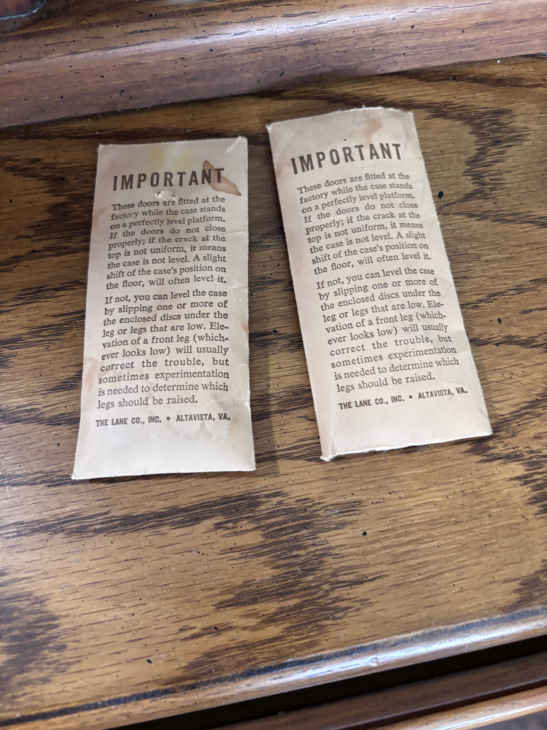 IMPORTANT
These doors are fitted at the
factory while the case stands
on a perfectly level platform.
If the doors do not close
properly; if the crack at the
top is not uniform, it means
the case is not level. A slight
shift of the case's position on
the floor, will often level it.
If not, you can level the case
by slipping one or more of
the enclosed discs under the
leg or legs that are low. Ele-
vation of a front leg (which-
ever looks low) will usually
correct the trouble, but
sometimes experimentation
is needed to determine which
legs should be raised.
THE LANE CO., INC. • ALTAVISTA, VA.
IMPORTANT
These doors are fitted at the
factory while the case stands
on a perfectly level platform.
If the doors do not close
properly; if the crack at the
top is not uniform, it means
the case is not level. A slight
shift of the case's position on
the floor, will often level it.
If not, you can level the case
by slipping one or more of
the enclosed discs under the
leg or legs that are low. Ele-
vation of a front leg (which-
ever looks low) will usually
correct the trouble, but
sometimes experimentation
is needed to determine which
legs should be raised.
THE LANE CO., INC. • ALTAVISTA, VA.